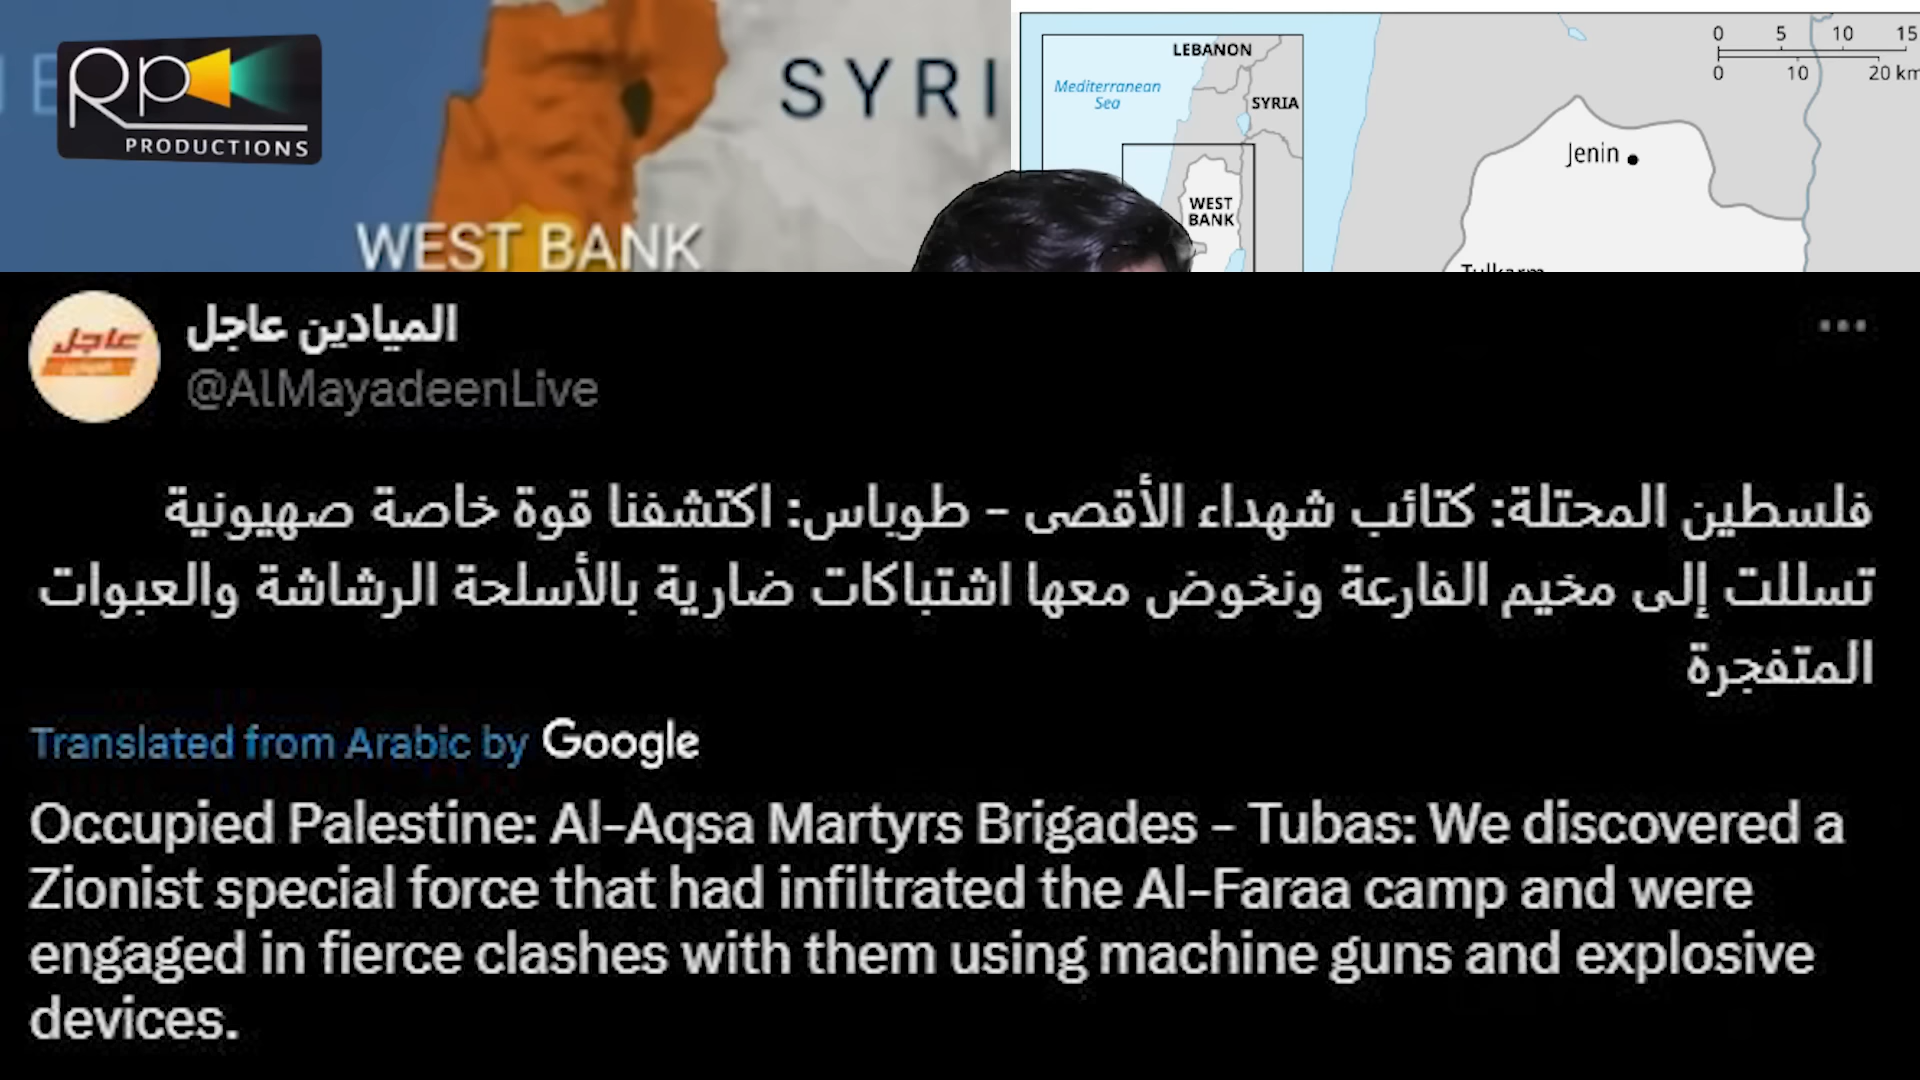 Rp
PRODUCTIONS
SYRI
WEST BANK
LEBANON
Mediterranean
Sea
SYRIA
WEST
BANK
Jenin
0 5 10 15
0 10 20 km
الميادين عاجل
@AlMayadeenLive
عاجل
فلسطين المحتلة: كتائب شهداء الأقصى - طوباس: اكتشفنا قوة خاصة صهيونية
تسللت إلى مخيم الفارعة ونخوض معها اشتباكات ضارية بالأسلحة الرشاشة والعبوات
المتفجرة
Translated from Arabic by Google
Occupied Palestine: Al-Aqsa Martyrs Brigades - Tubas: We discovered a
Zionist special force that had infiltrated the Al-Faraa camp and were
engaged in fierce clashes with them using machine guns and explosive
devices.